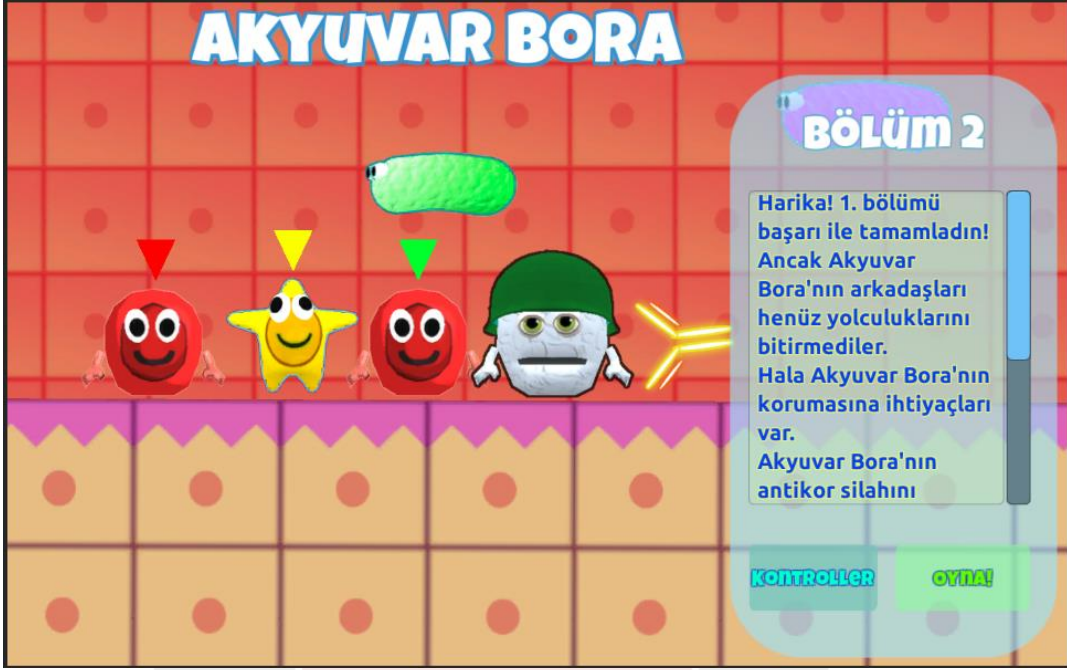 AKYUVAR BORA
BÖLÜM 2
Harika! 1. bölümü
başarı ile tamamladın!
Ancak Akyuvar
Bora'nın arkadaşları
henüz yolculuklarını
bitirmediler.
Hala Akyuvar Bora'nın
korumasına ihtiyaçları
var.
Akyuvar Bora'nın
antikor silahını
KONTROLLER
OYNA!